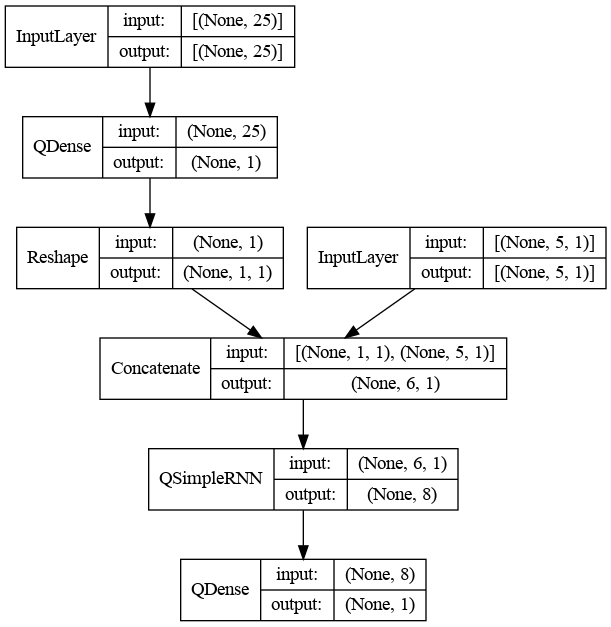 InputLayer
input: [(None, 25)]
output: [(None, 25)]
QDense
input: (None, 25)
output: (None, 1)
Reshape
input: (None, 1)
output: (None, 1, 1)
InputLayer
input: [(None, 5, 1)]
output: [(None, 5, 1)]
Concatenate
input: [(None, 1, 1), (None, 5, 1)]
output: (None, 6, 1)
QSimpleRNN
input: (None, 6, 1)
output: (None, 8)
QDense
input: (None, 8)
output: (None, 1)